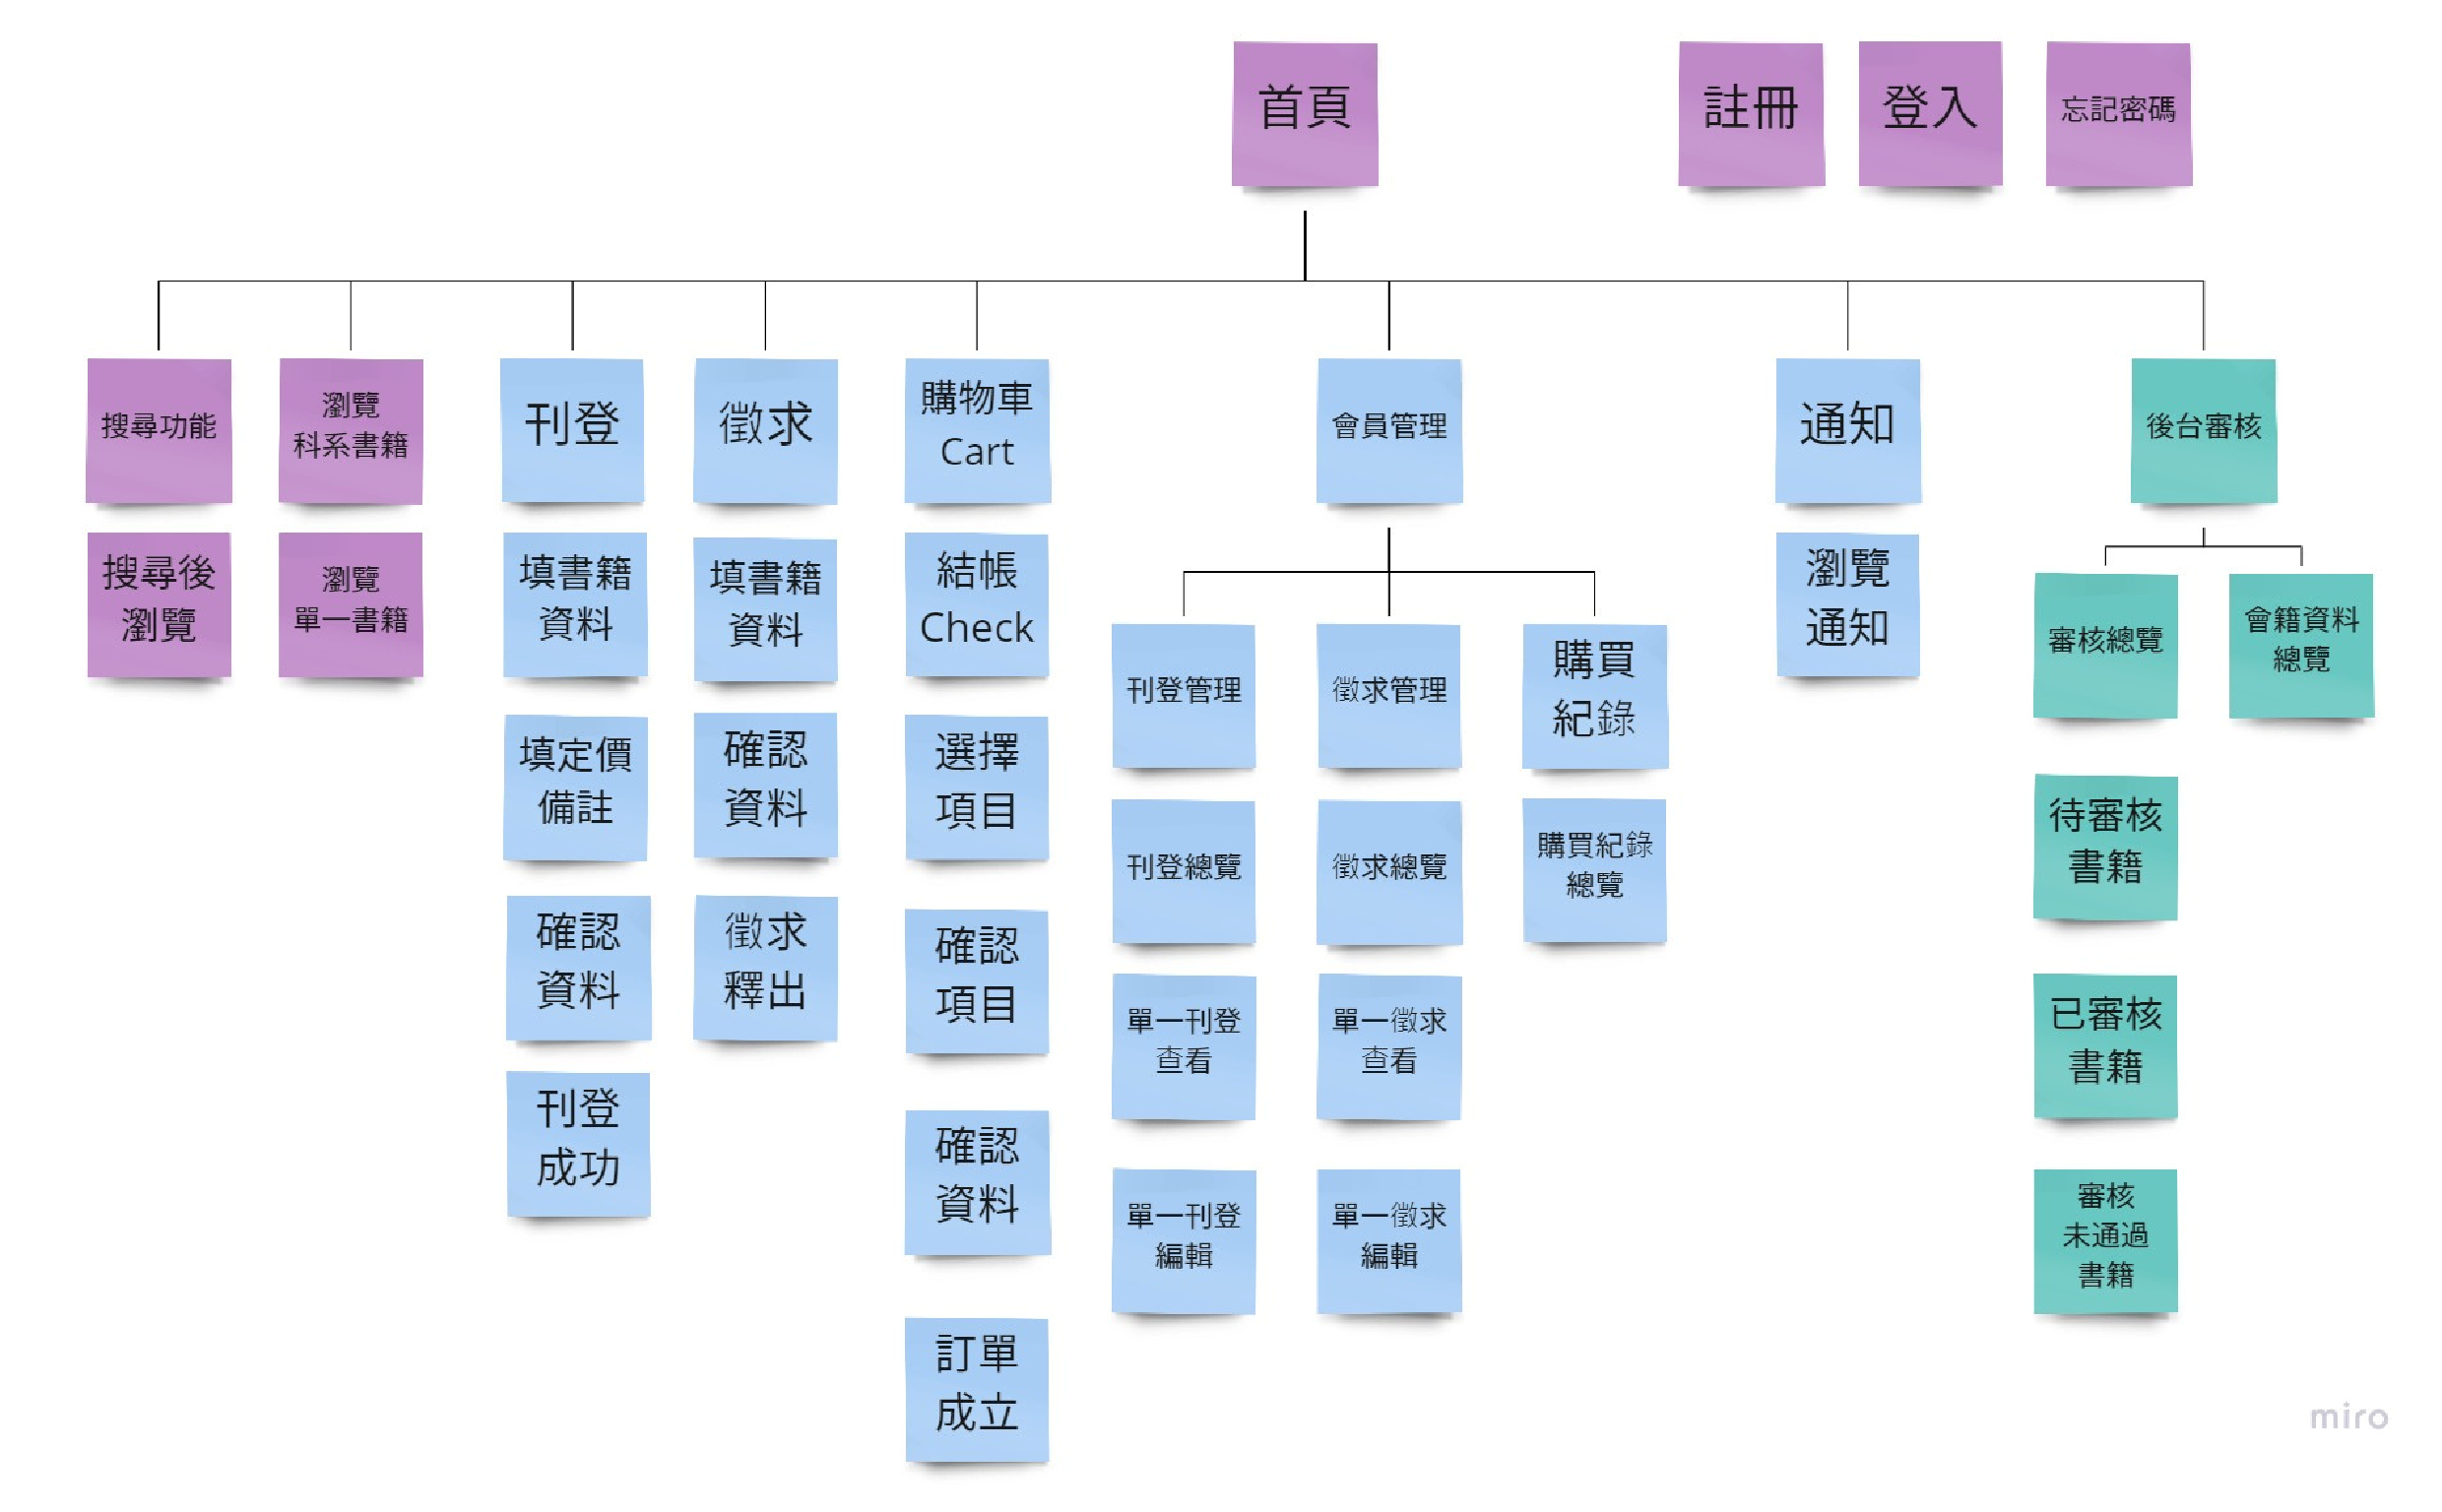 首頁
註冊
登入
忘記密碼
搜尋功能
瀏覽
科系書籍
刊登
徵求
購物車
Cart
會員管理
通知
後台審核
搜尋後
瀏覽
瀏覽
單一書籍
填書籍
資料
填書籍
資料
結帳
Check
瀏覽
通知
審核總覽
會籍資料
總覽
刊登管理
徵求管理
購買
紀錄
填定價
備註
確認
資料
選擇
項目
刊登總覽
徵求總覽
購買紀錄
總覽
待審核
書籍
確認
資料
徵求
釋出
確認
項目
單一刊登
查看
單一徵求
查看
已審核
書籍
刊登
成功
確認
資料
單一刊登
編輯
單一徵求
編輯
審核
未通過
書籍
訂單
成立
miro